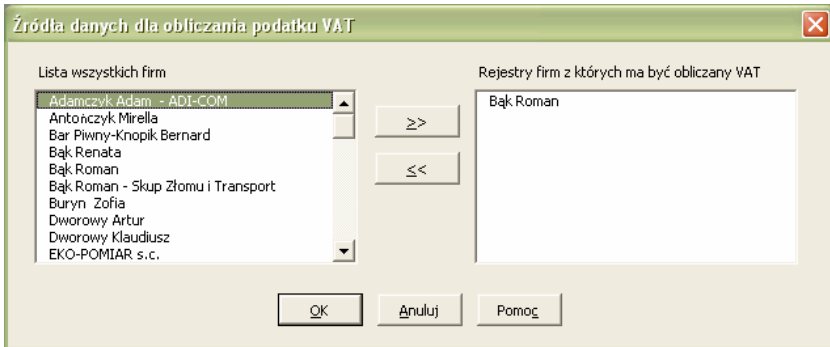 Źródła danych dla obliczania podatku VAT
Lista wszystkich firm
Adamczyk Adam - ADI-COM
Antończyk Mirella
Bar Piwny-Knopik Bernard
Bąk Renata
Bąk Roman
Bąk Roman - Skup Złomu i Transport
Buryn Zofia
Dworowy Artur
Dworowy Klaudiusz
EKO-POMIAR s.c.
>>
<<
Rejestry firm z których ma być obliczany VAT
Bąk Roman
OK
Anuluj
Pomoc